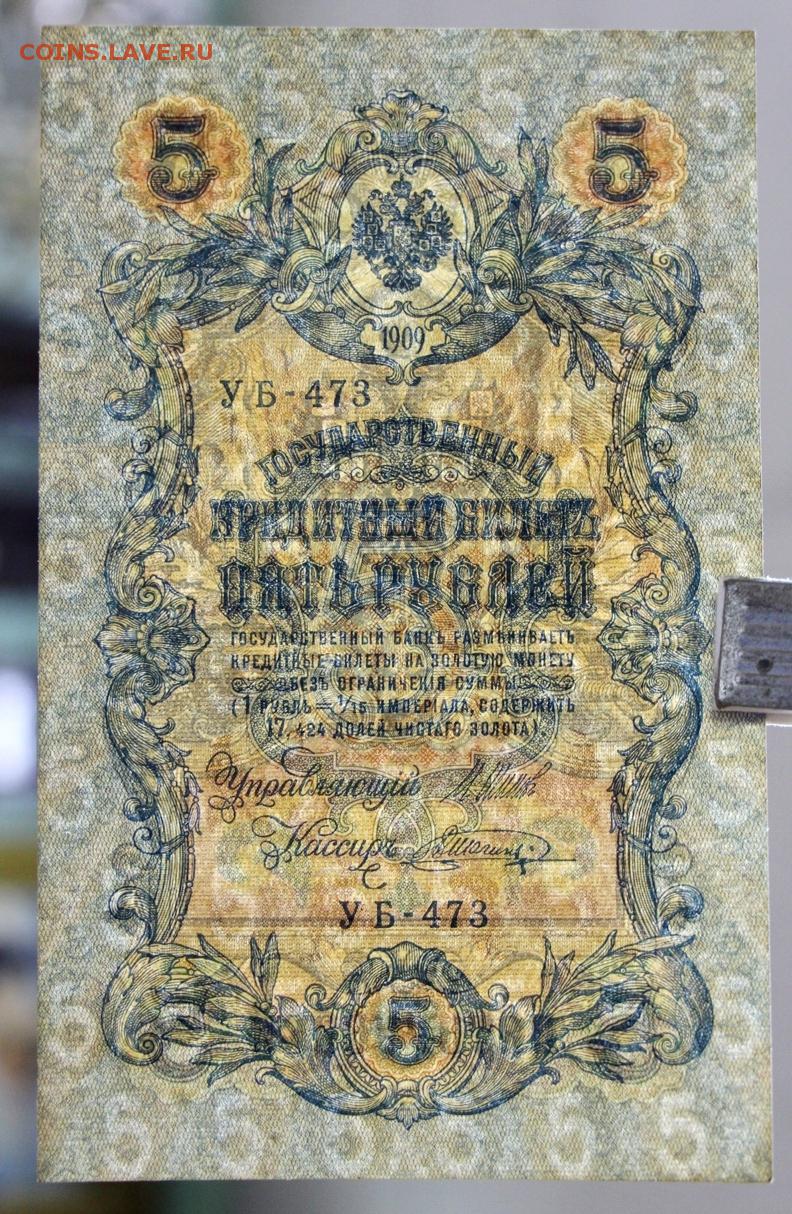 COINS.LAVE.RU
5 5
1909
УБ-473
ГОСУДАРСТВЕННЫЙ
КРЕДИТНЫЙ БИЛЕТЪ
ПЯТЬ РУБЛЕЙ
ГОСУДАРСТВЕННЫЙ БАНКЪ РАЗМѢНИВАЕТЪ
КРЕДИТНЫЕ БИЛЕТЫ НА ЗОЛОТУЮ МОНЕТУ
БЕЗЪ ОГРАНИЧЕНІЯ СУММЫ
(1 РУБЛЬ = 1/15 ИМПЕРІАЛА, СОДЕРЖИТЪ
17,424 ДОЛЕЙ ЧИСТАГО ЗОЛОТА).
Управляющій
Кассиръ
УБ-473
5